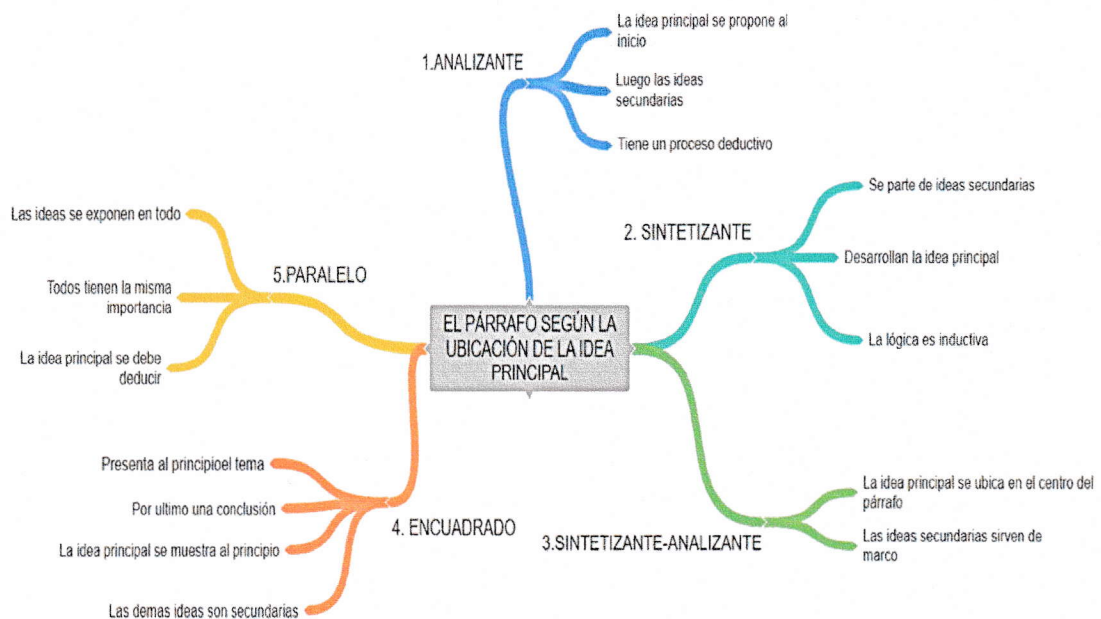 EL PÁRRAFO SEGÚN LA
UBICACIÓN DE LA IDEA
PRINCIPAL
1.ANALIZANTE
La idea principal se propone al
inicio
Luego las ideas
secundarias
Tiene un proceso deductivo
2. SINTETIZANTE
Se parte de ideas secundarias
Desarrollan la idea principal
La lógica es inductiva
3.SINTETIZANTE-ANALIZANTE
La idea principal se ubica en el centro del
párrafo
Las ideas secundarias sirven de
marco
4. ENCUADRADO
Presenta al principioel tema
Por ultimo una conclusión
La idea principal se muestra al principio
Las demas ideas son secundarias
5.PARALELO
Las ideas se exponen en todo
Todos tienen la misma
importancia
La idea principal se debe
deducir